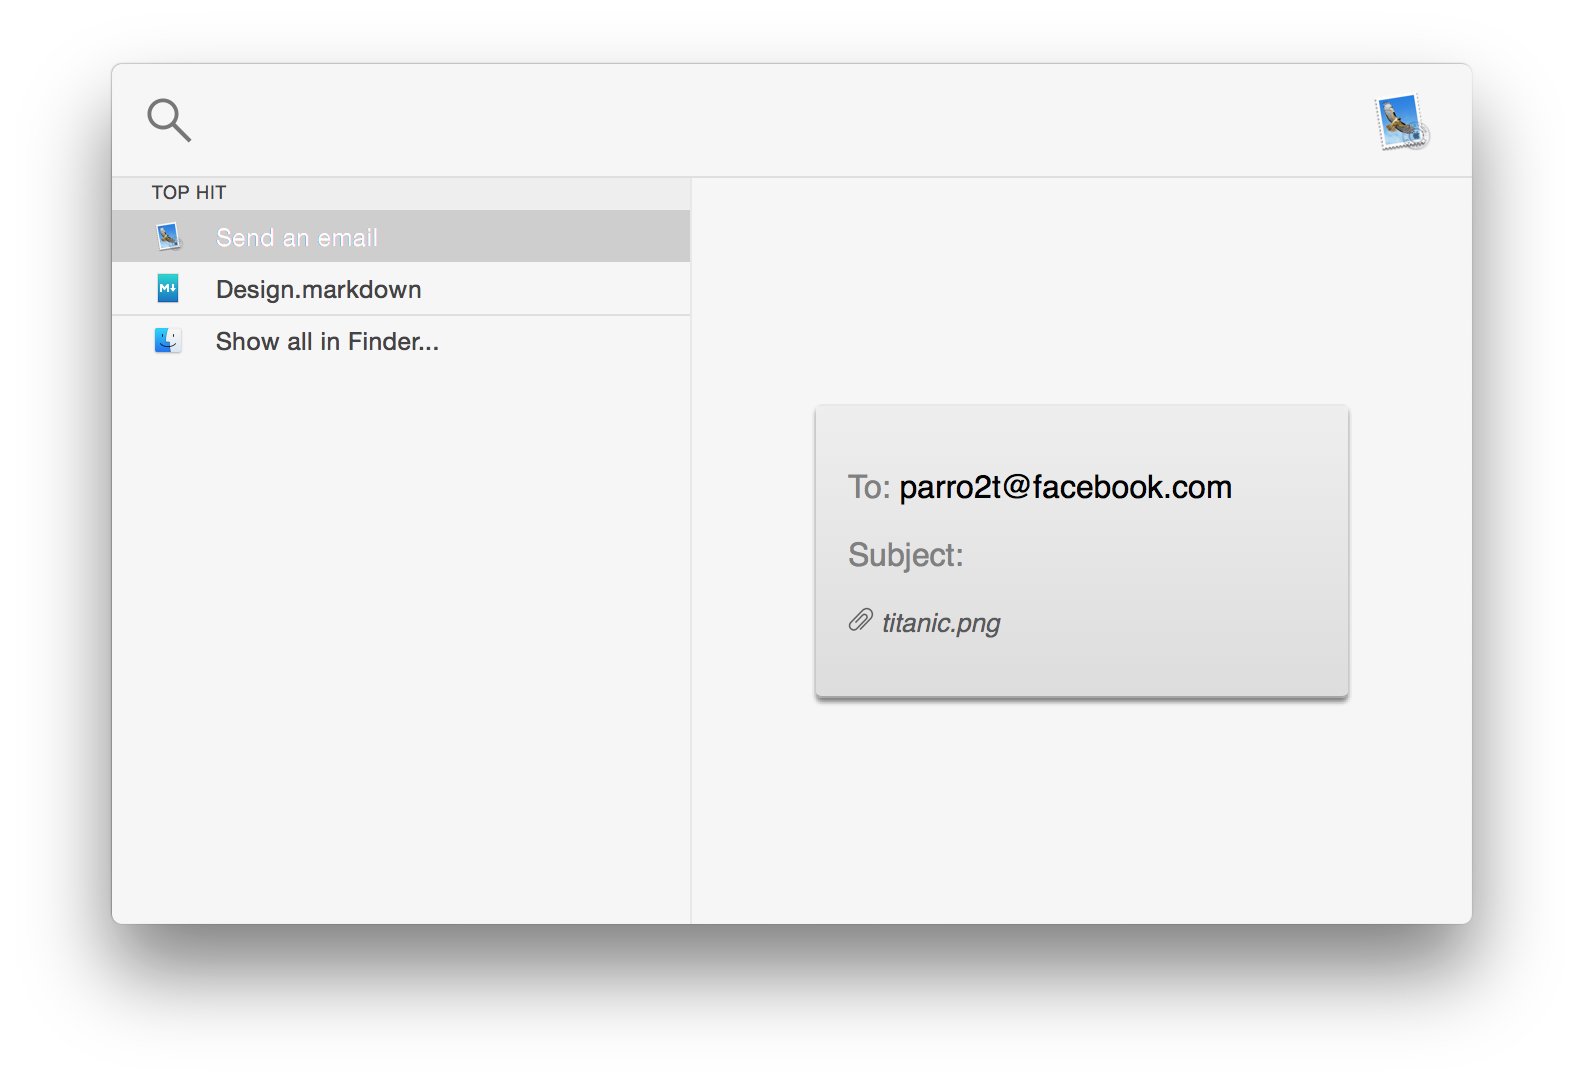 TOP HIT
Send an email
Design.markdown
Show all in Finder...
To: parro2t@facebook.com
Subject:
titanic.png